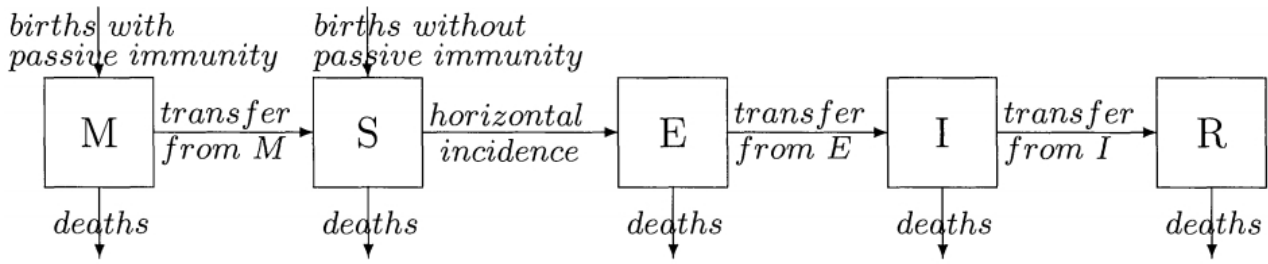 births with
passive immunity
births without
passive immunity
M
transfer
from M
S
horizontal
incidence
E
transfer
from E
I
transfer
from I
R
deaths
deaths
deaths
deaths
deaths